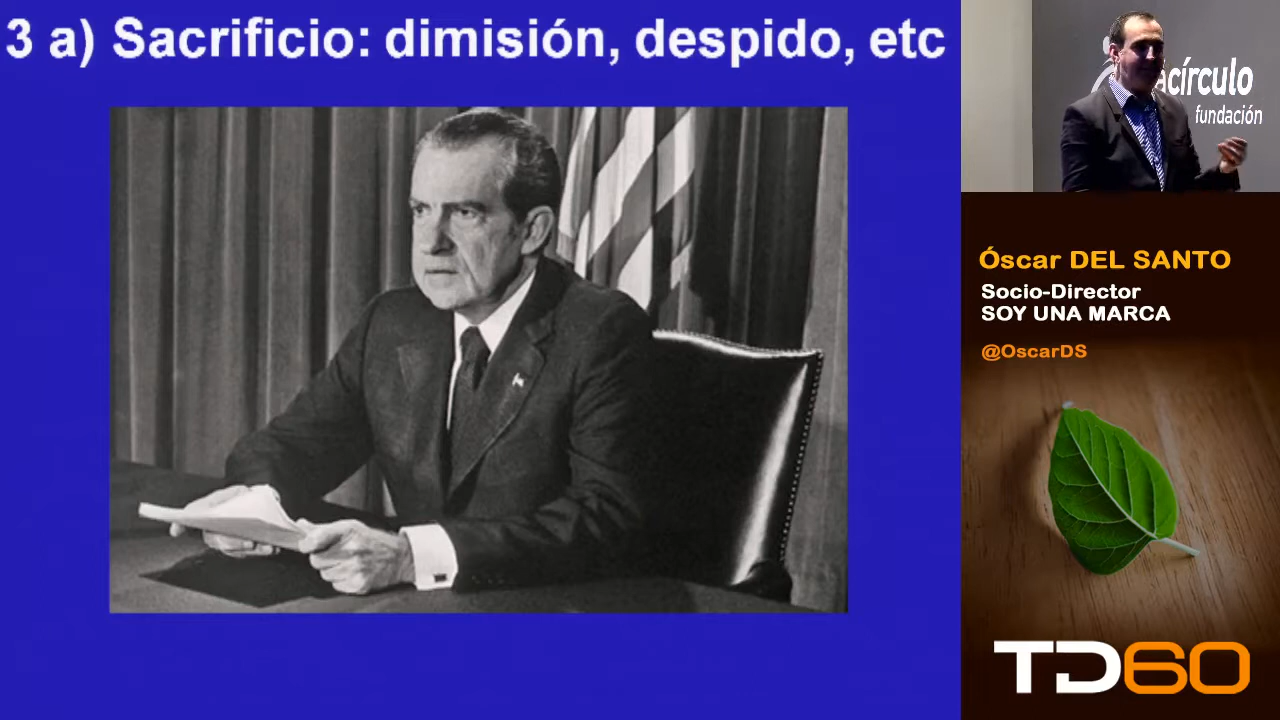 3 a) Sacrificio: dimisión, despido, etc
acírculo
fundación
Óscar DEL SANTO
Socio-Director
SOY UNA MARCA
@OscarDS
TD60